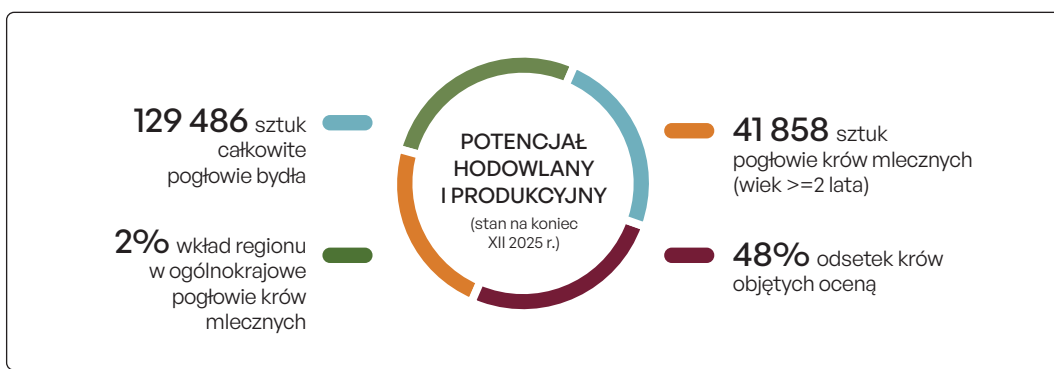 129 486 sztuk
całkowite
pogłowie bydła
2% wkład regionu
w ogólnokrajowe
pogłowie krów
mlecznych
POTENCJAŁ
HODOWLANY
I PRODUKCYJNY
(stan na koniec
XII 2025 r.)
41 858 sztuk
pogłowie krów mlecznych
(wiek >=2 lata)
48% odsetek krów
objętych oceną